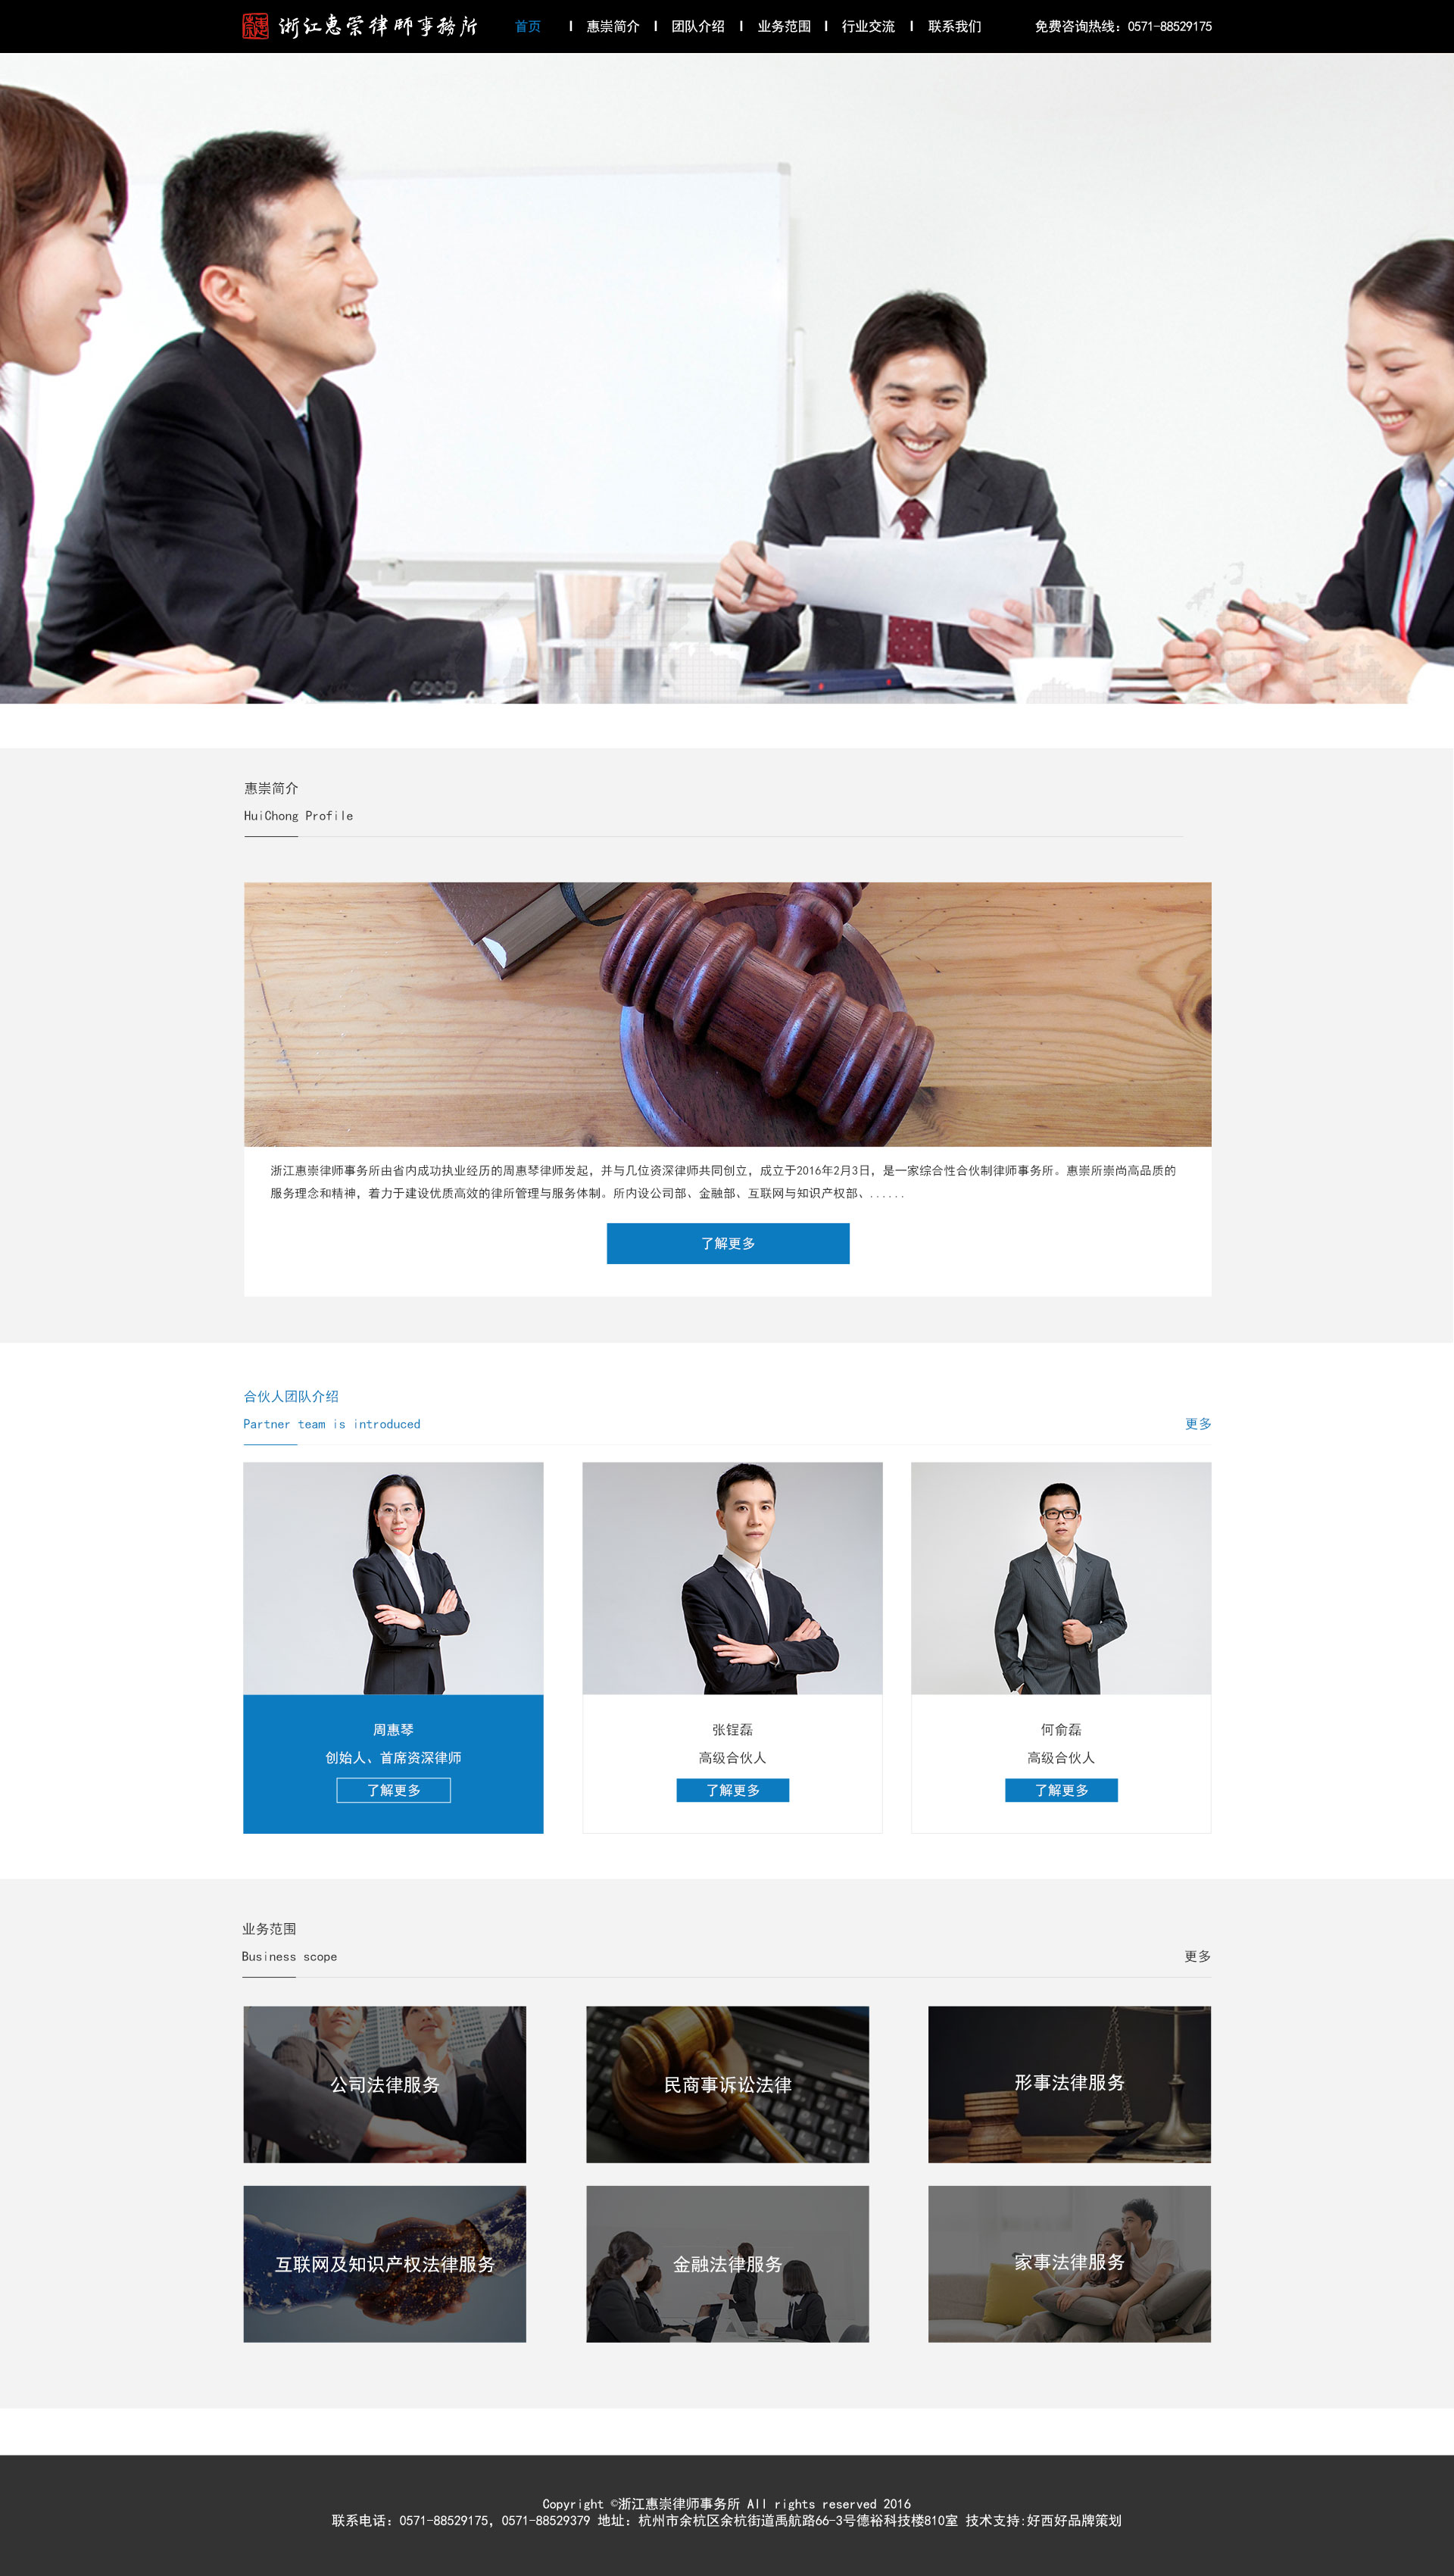 浙江惠崇律師事務所
首页 惠崇简介 团队介绍 业务范围 行业交流 联系我们 免费咨询热线：0571-88529175
惠崇简介
HuiChong Profile
浙江惠崇律师事务所由省内成功执业经历的周惠琴律师发起，并与几位资深律师共同创立，成立于2016年2月3日，是一家综合性合伙制律师事务所。惠崇所崇尚高品质的
服务理念和精神，着力于建设优质高效的律所管理与服务体制。所内设公司部、金融部、互联网与知识产权部、......
了解更多
合伙人团队介绍
Partner team is introduced
更多
周惠琴
创始人、首席资深律师
了解更多
张锃磊
高级合伙人
了解更多
何俞磊
高级合伙人
了解更多
业务范围
Business scope
更多
公司法律服务
民商事诉讼法律
形事法律服务
互联网及知识产权法律服务
金融法律服务
家事法律服务
Copyright ©浙江惠崇律师事务所 All rights reserved 2016
联系电话：0571-88529175，0571-88529379 地址：杭州市余杭区余杭街道禹航路66-3号德裕科技楼810室 技术支持:好西好品牌策划